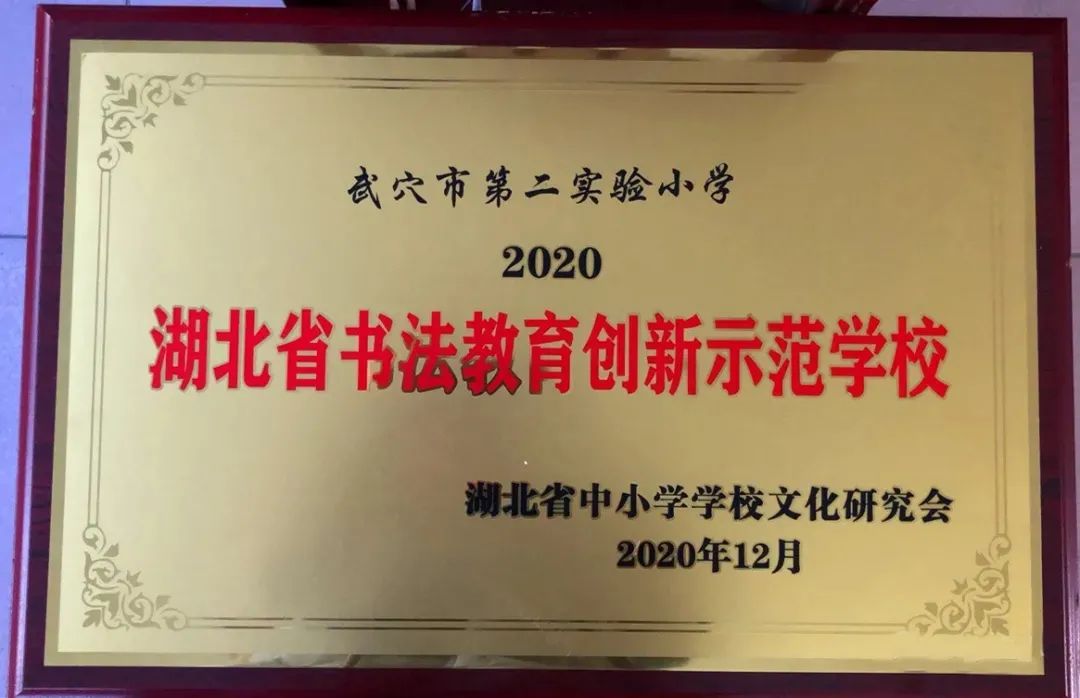 武穴市第二实验小学
2020
湖北省书法教育创新示范学校
湖北省中小学学校文化研究会
2020年12月